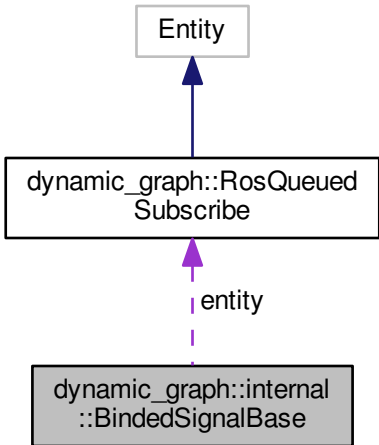 Entity
dynamic_graph::RosQueued
Subscribe
entity
dynamic_graph::internal
::BindedSignalBase